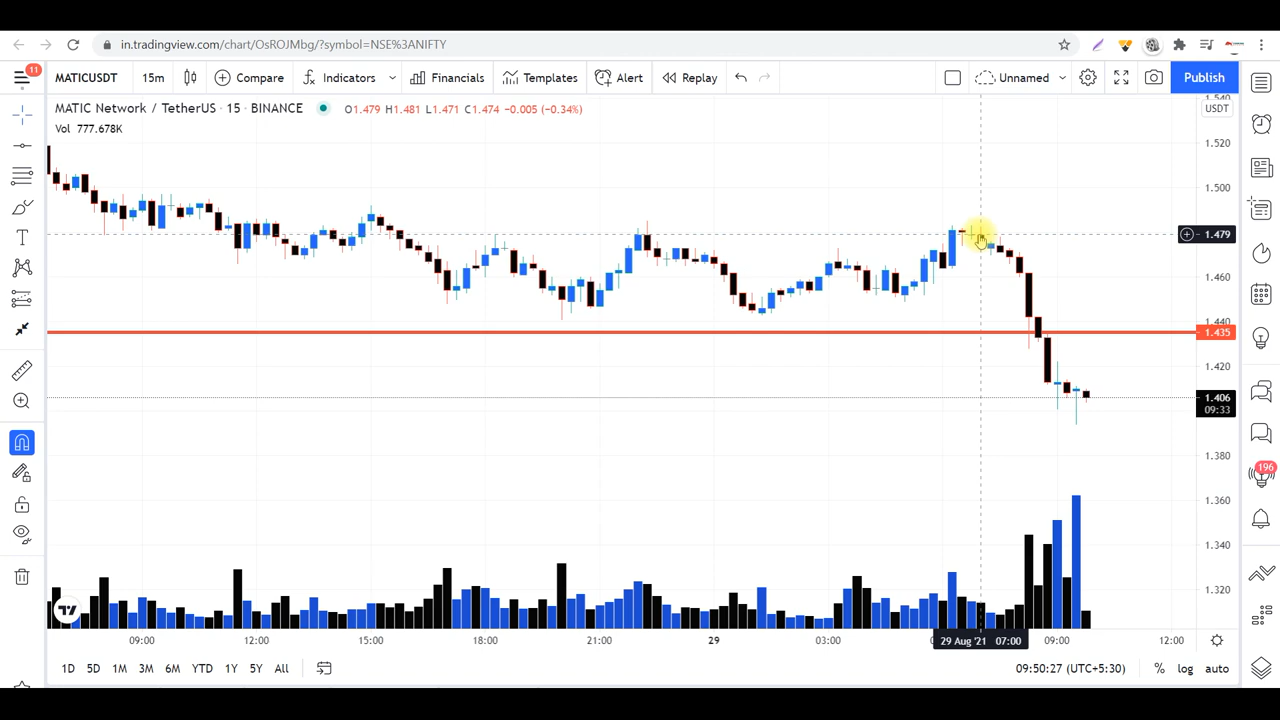 in.tradingview.com/chart/OsROJMbg/?symbol=NSE%3ANIFTY
11 MATICUSDT 15m Compare Indicators Financials Templates Alert Replay Unnamed Publish
MATIC Network / TetherUS · 15 · BINANCE O1.479 H1.481 L1.471 C1.474 −0.005 (−0.34%)
Vol 777.678K
USDT
1.540
1.520
1.500
1.479
1.460
1.440
1.435
1.420
1.406
09:33
1.380
1.360
1.340
1.320
196
09:00 12:00 15:00 18:00 21:00 29 03:00 29 Aug '21 07:00 09:00 12:00
1D 5D 1M 3M 6M YTD 1Y 5Y All 09:50:27 (UTC+5:30) % log auto